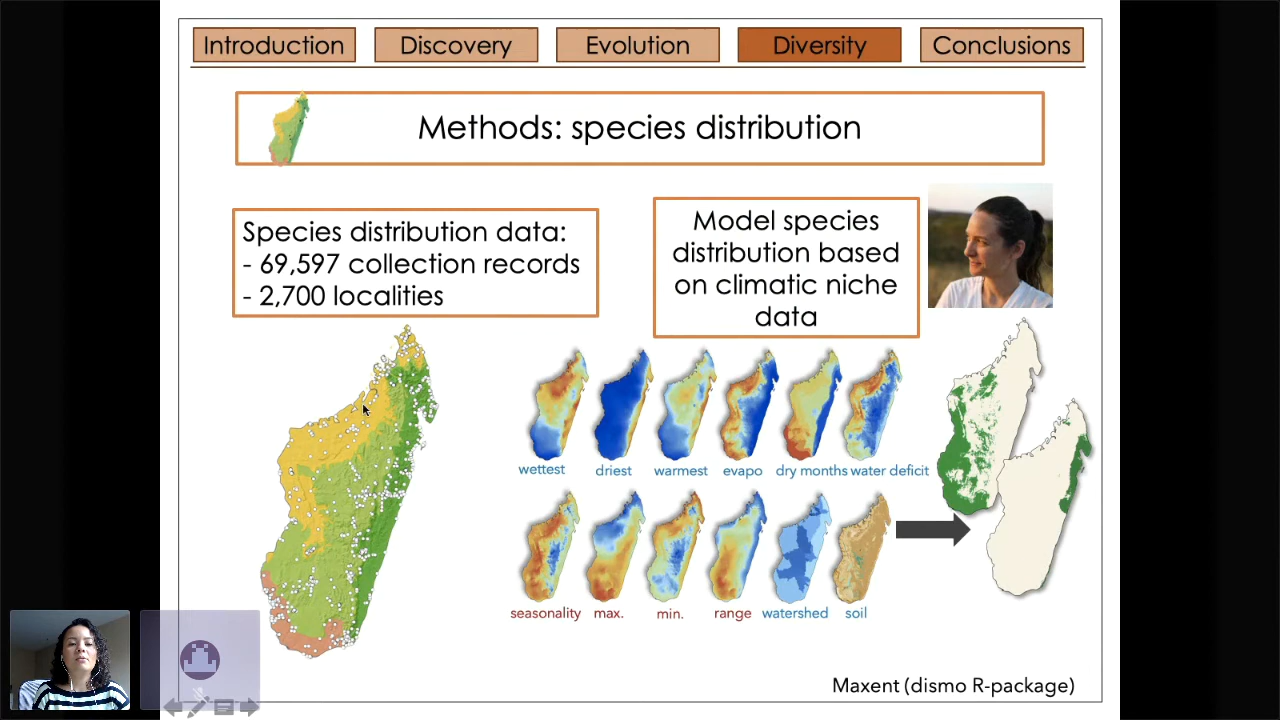 Introduction
Discovery
Evolution
Diversity
Conclusions
Methods: species distribution
Species distribution data:
- 69,597 collection records
- 2,700 localities
Model species
distribution based
on climatic niche
data
wettest
driest
warmest
evapo
dry months
water deficit
seasonality
max.
min.
range
watershed
soil
Maxent (dismo R-package)